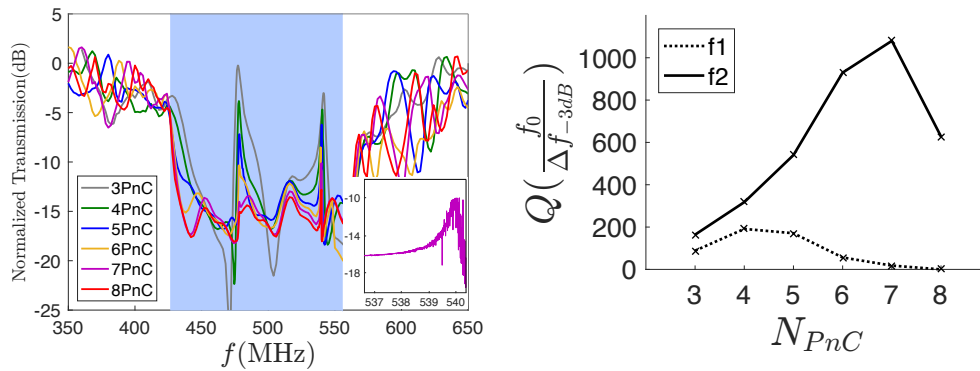 Normalized Transmission(dB)
5
0
-5
-10
-15
-20
-25
3PnC
4PnC
5PnC
6PnC
7PnC
8PnC
-10
-14
-18
537 538 539 540
350 400 450 500 550 600 650
f(MHz)
Q(f0/Δf−3dB)
1000
800
600
400
200
0
f1
f2
3 4 5 6 7 8
NPnC